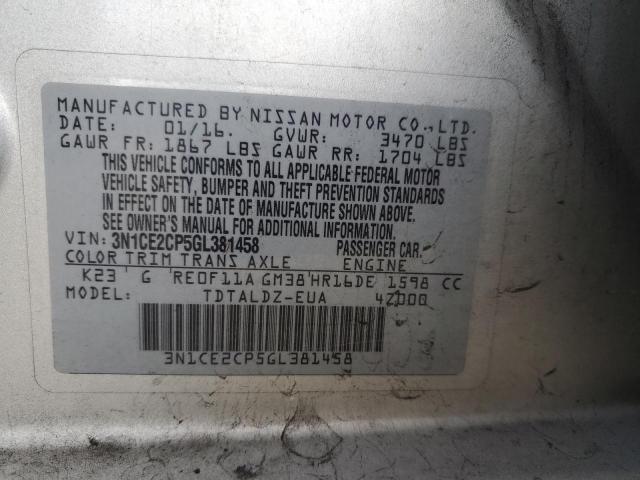 MANUFACTURED BY NISSAN MOTOR CO., LTD.
DATE: 01/16. GVWR: 3470 LBS
GAWR FR: 1867 LBS GAWR RR: 1704 LBS
THIS VEHICLE CONFORMS TO ALL APPLICABLE FEDERAL MOTOR
VEHICLE SAFETY, BUMPER AND THEFT PREVENTION STANDARDS
IN EFFECT ON THE DATE OF MANUFACTURE SHOWN ABOVE.
SEE OWNER'S MANUAL FOR ADDITIONAL INFORMATION.
VIN: 3N1CE2CP5GL381458 PASSENGER CAR
COLOR TRIM TRANS AXLE ENGINE
K23 G RE0F11A GM38 HR16DE 1598 CC
MODEL: TDTALDZ-EUA 4Z000
3N1CE2CP5GL381458